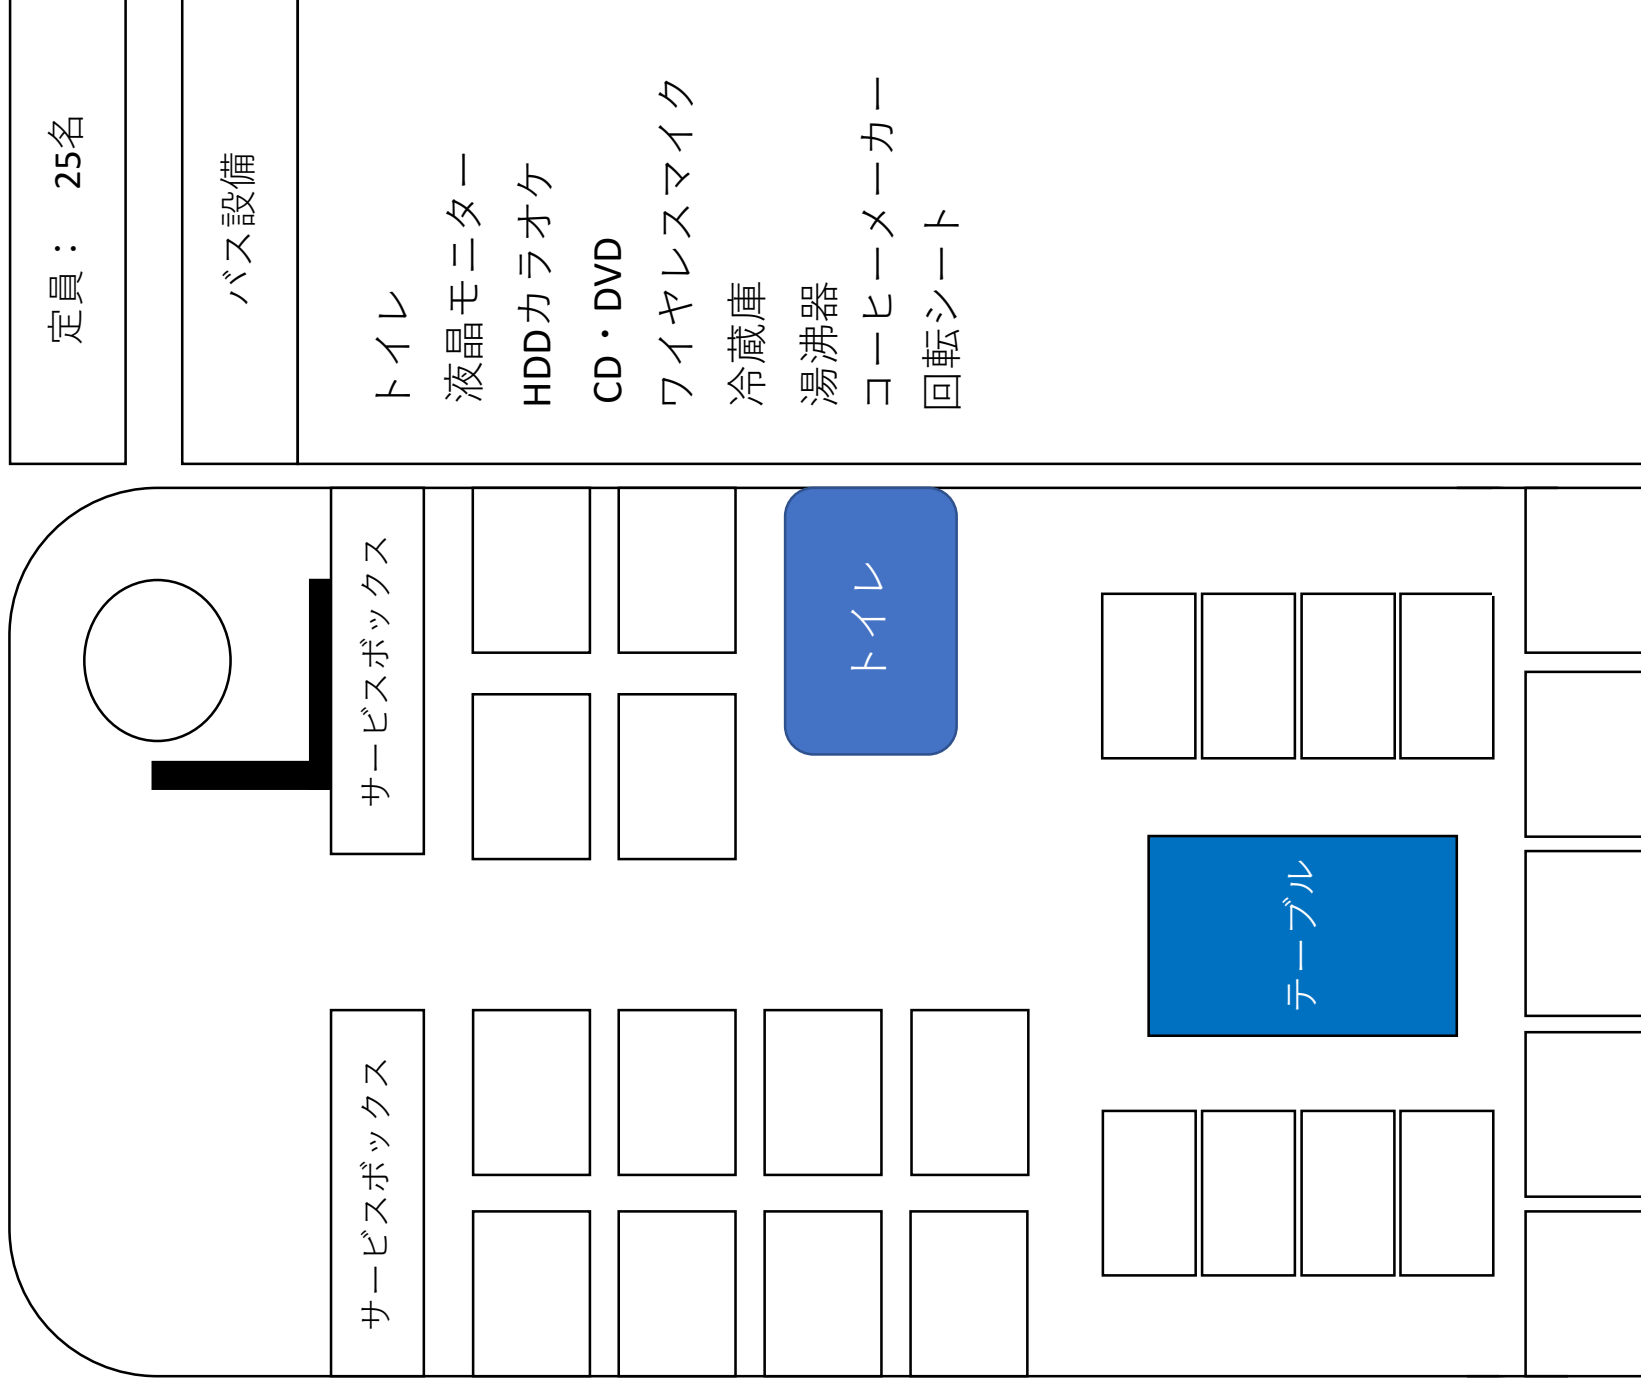 定員： 25名
バス設備
トイレ
液晶モニター
HDDカラオケ
CD・DVD
ワイヤレスマイク
冷蔵庫
湯沸器
コーヒーメーカー
回転シート
サービスボックス
サービスボックス
トイレ
テーブル